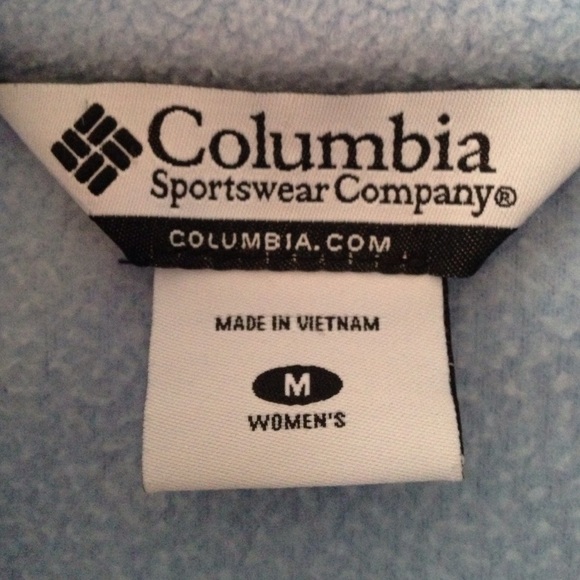 Columbia
Sportswear Company®
COLUMBIA.COM
MADE IN VIETNAM
M
WOMEN'S